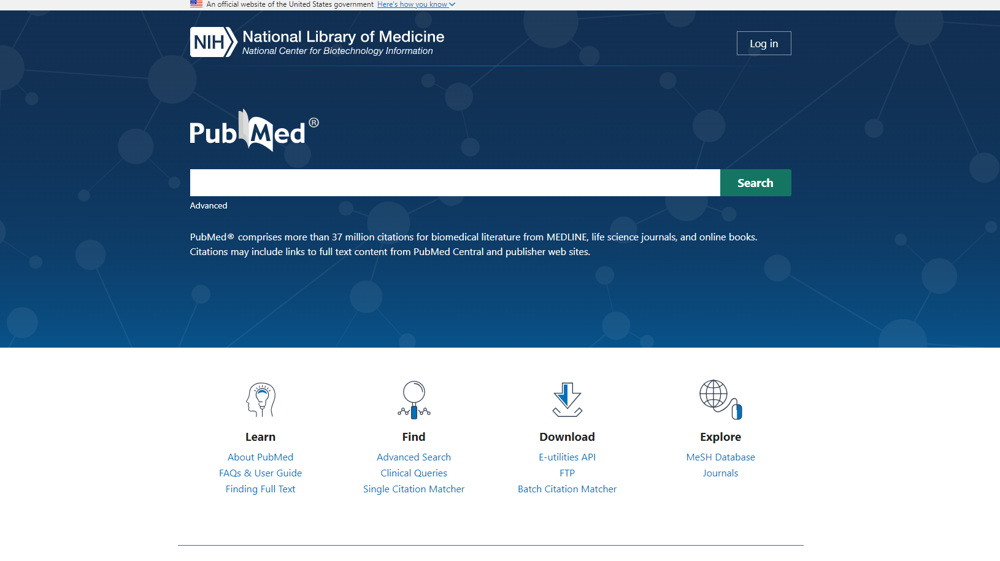 An official website of the United States government Here's how you know
NIH National Library of Medicine
National Center for Biotechnology Information
Log in
PubMed®
Search
Advanced
PubMed® comprises more than 37 million citations for biomedical literature from MEDLINE, life science journals, and online books.
Citations may include links to full text content from PubMed Central and publisher web sites.
Learn
About PubMed
FAQs & User Guide
Finding Full Text
Find
Advanced Search
Clinical Queries
Single Citation Matcher
Download
E-utilities API
FTP
Batch Citation Matcher
Explore
MeSH Database
Journals